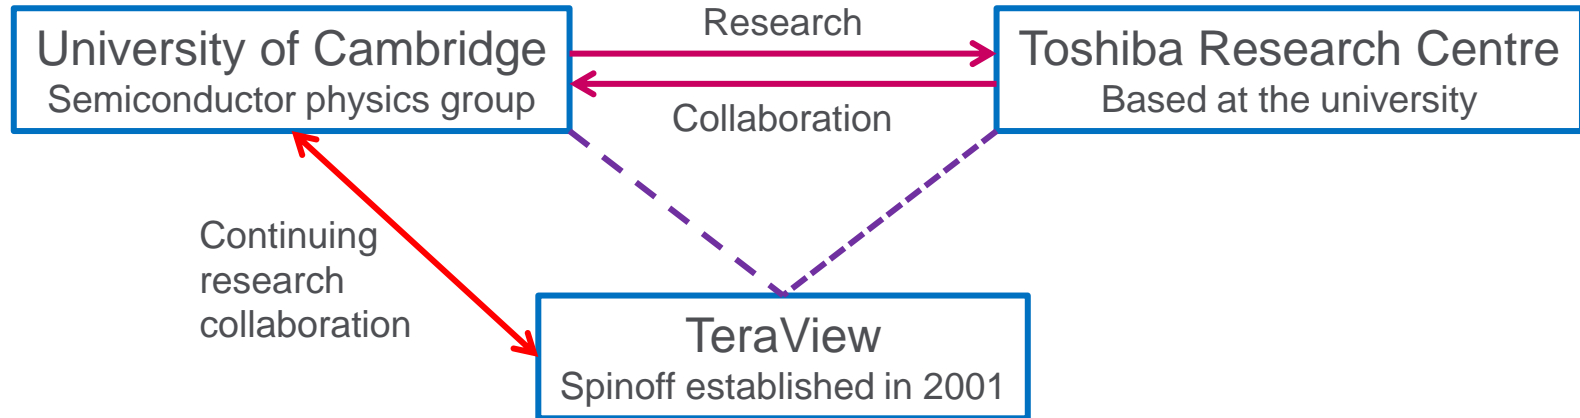 University of Cambridge
Semiconductor physics group
Research
Collaboration
Toshiba Research Centre
Based at the university
Continuing
research
collaboration
TeraView
Spinoff established in 2001